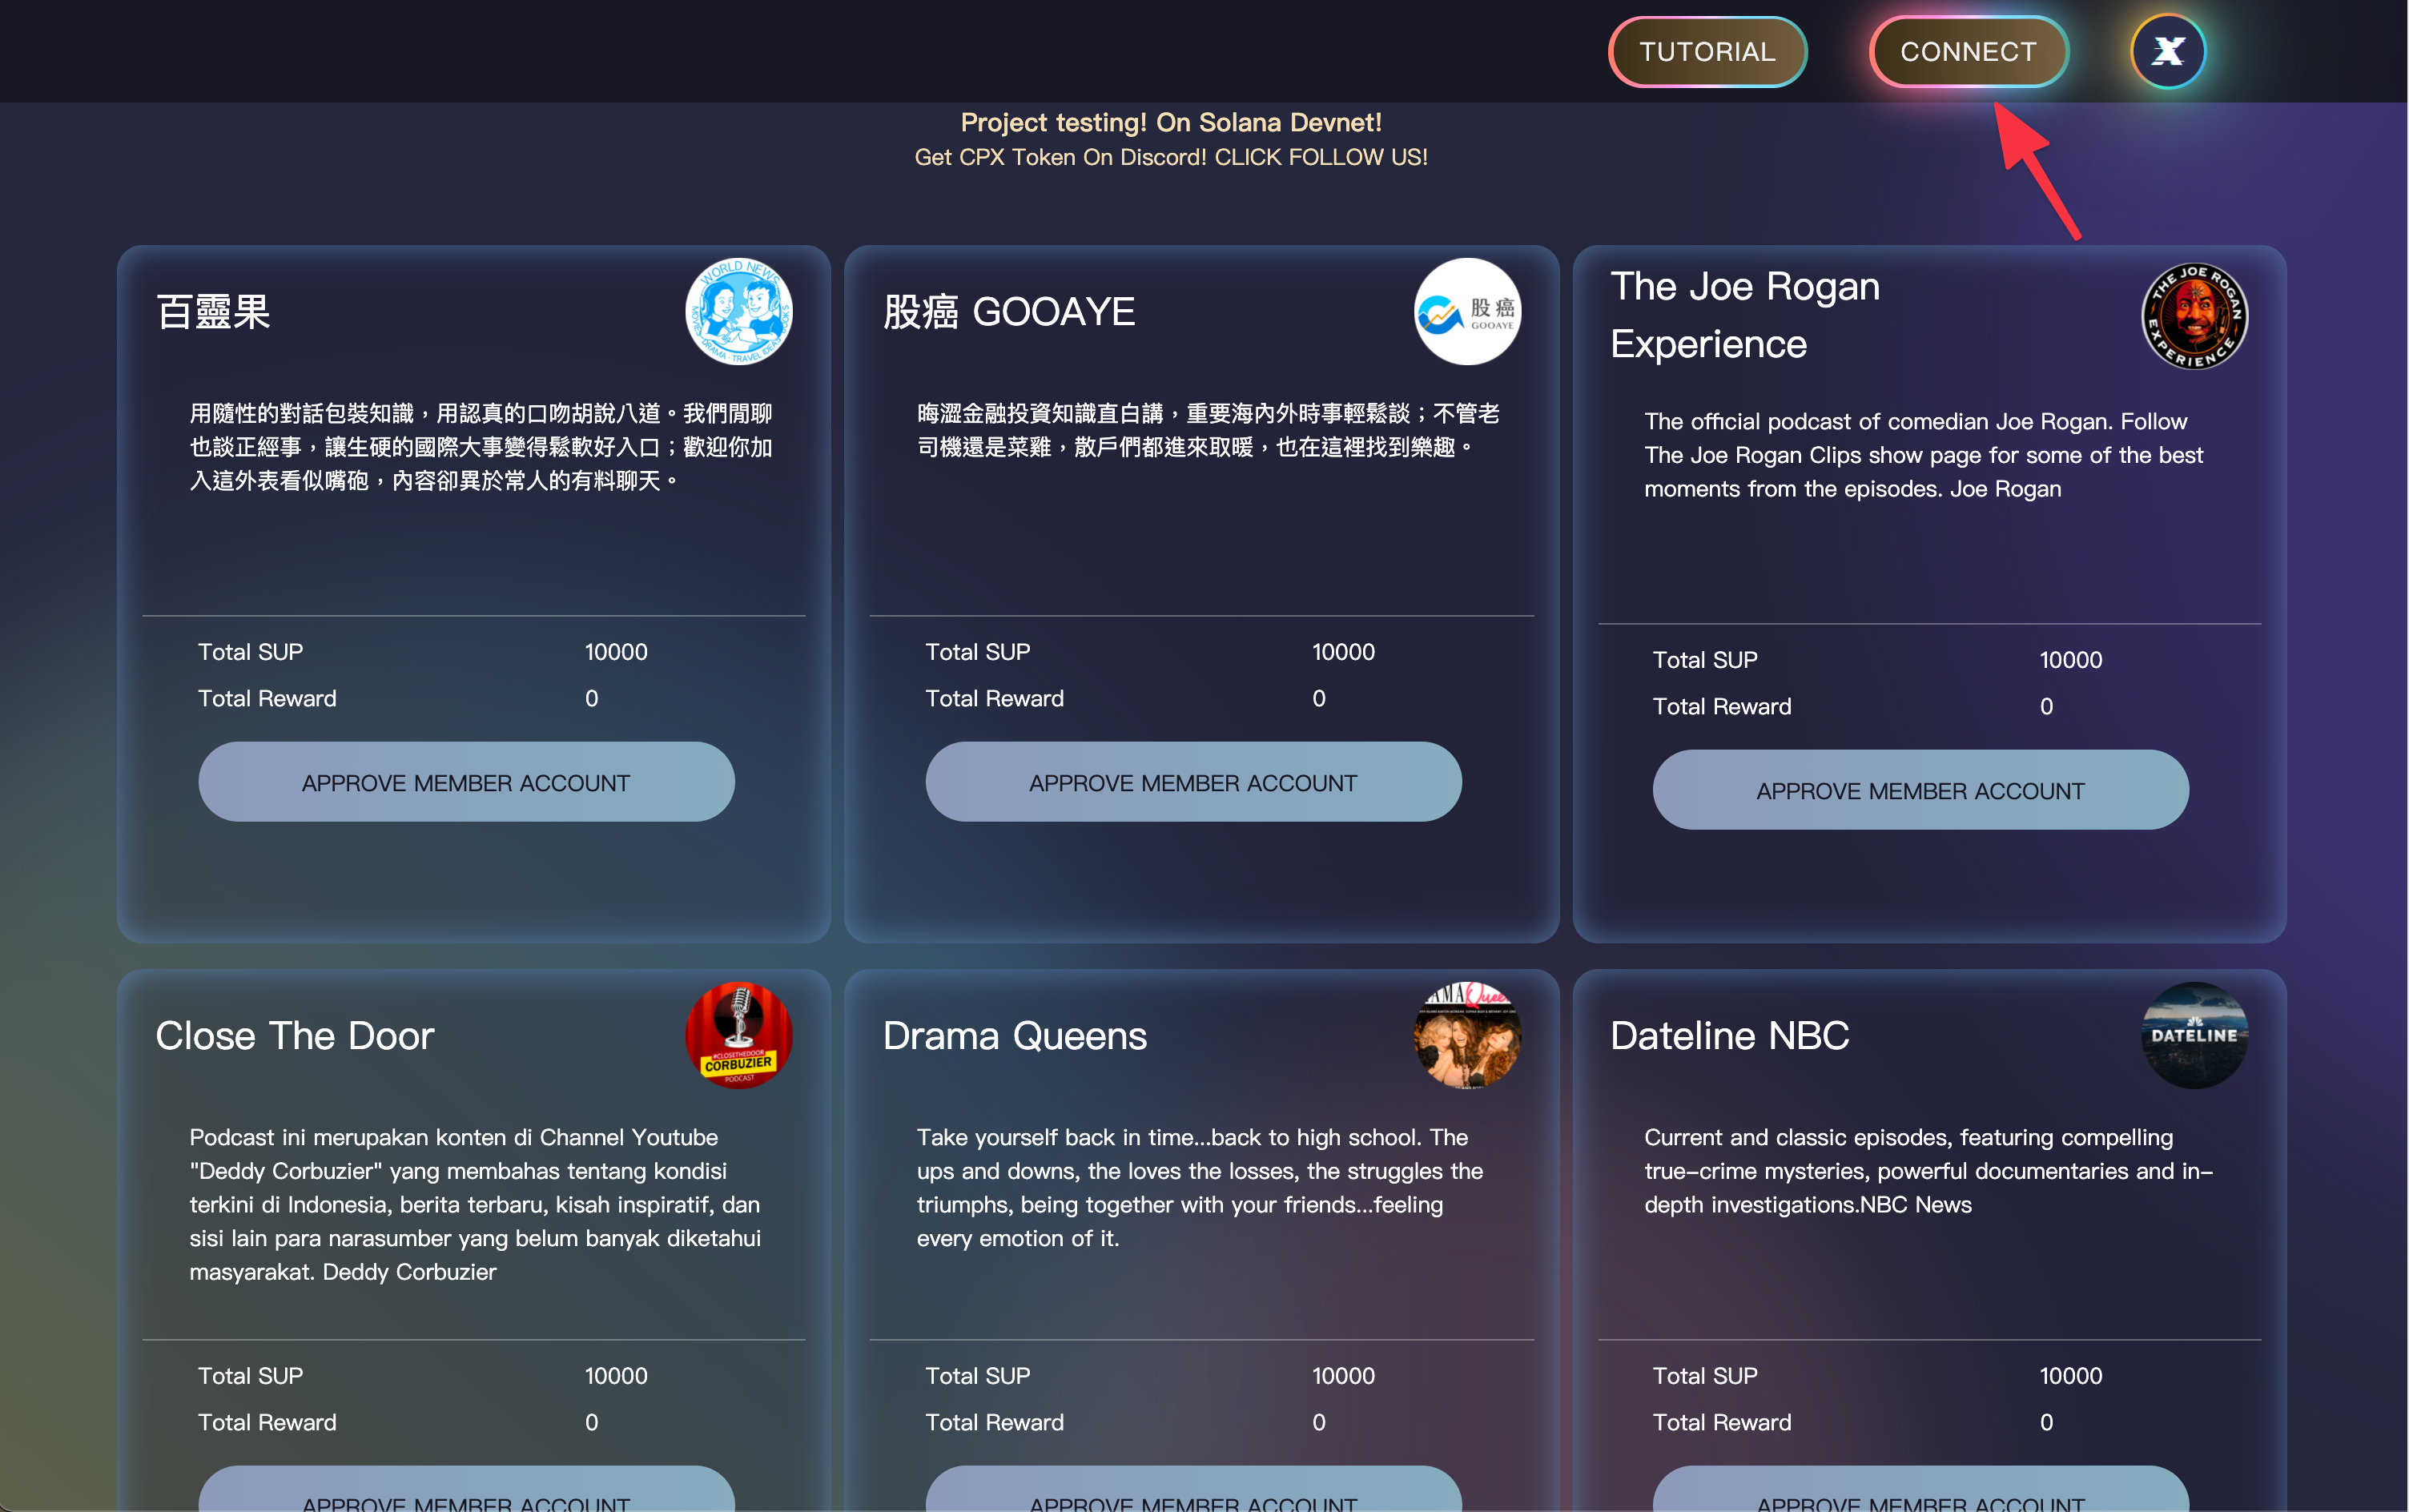 TUTORIAL
CONNECT
X
Project testing! On Solana Devnet!
Get CPX Token On Discord! CLICK FOLLOW US!
百靈果
WORLD NEWS
MOVIES
DRAMA · TRAVEL IDEAS
用隨性的對話包裝知識，用認真的口吻胡說八道。我們閒聊
也談正經事，讓生硬的國際大事變得鬆軟好入口；歡迎你加
入這外表看似嘴砲，內容卻異於常人的有料聊天。
Total SUP 10000
Total Reward 0
APPROVE MEMBER ACCOUNT
股癌 GOOAYE
股癌
GOOAYE
晦澀金融投資知識直白講，重要海內外時事輕鬆談；不管老
司機還是菜雞，散戶們都進來取暖，也在這裡找到樂趣。
Total SUP 10000
Total Reward 0
APPROVE MEMBER ACCOUNT
The Joe Rogan
Experience
THE JOE ROGAN
EXPERIENCE
The official podcast of comedian Joe Rogan. Follow
The Joe Rogan Clips show page for some of the best
moments from the episodes. Joe Rogan
Total SUP 10000
Total Reward 0
APPROVE MEMBER ACCOUNT
Close The Door
#CLOSETHEDOOR
CORBUZIER
PODCAST
Podcast ini merupakan konten di Channel Youtube
"Deddy Corbuzier" yang membahas tentang kondisi
terkini di Indonesia, berita terbaru, kisah inspiratif, dan
sisi lain para narasumber yang belum banyak diketahui
masyarakat. Deddy Corbuzier
Total SUP 10000
Total Reward 0
APPROVE MEMBER ACCOUNT
Drama Queens
AMA Quee
Take yourself back in time...back to high school. The
ups and downs, the loves the losses, the struggles the
triumphs, being together with your friends...feeling
every emotion of it.
Total SUP 10000
Total Reward 0
APPROVE MEMBER ACCOUNT
Dateline NBC
DATELINE
Current and classic episodes, featuring compelling
true-crime mysteries, powerful documentaries and in-
depth investigations.NBC News
Total SUP 10000
Total Reward 0
APPROVE MEMBER ACCOUNT